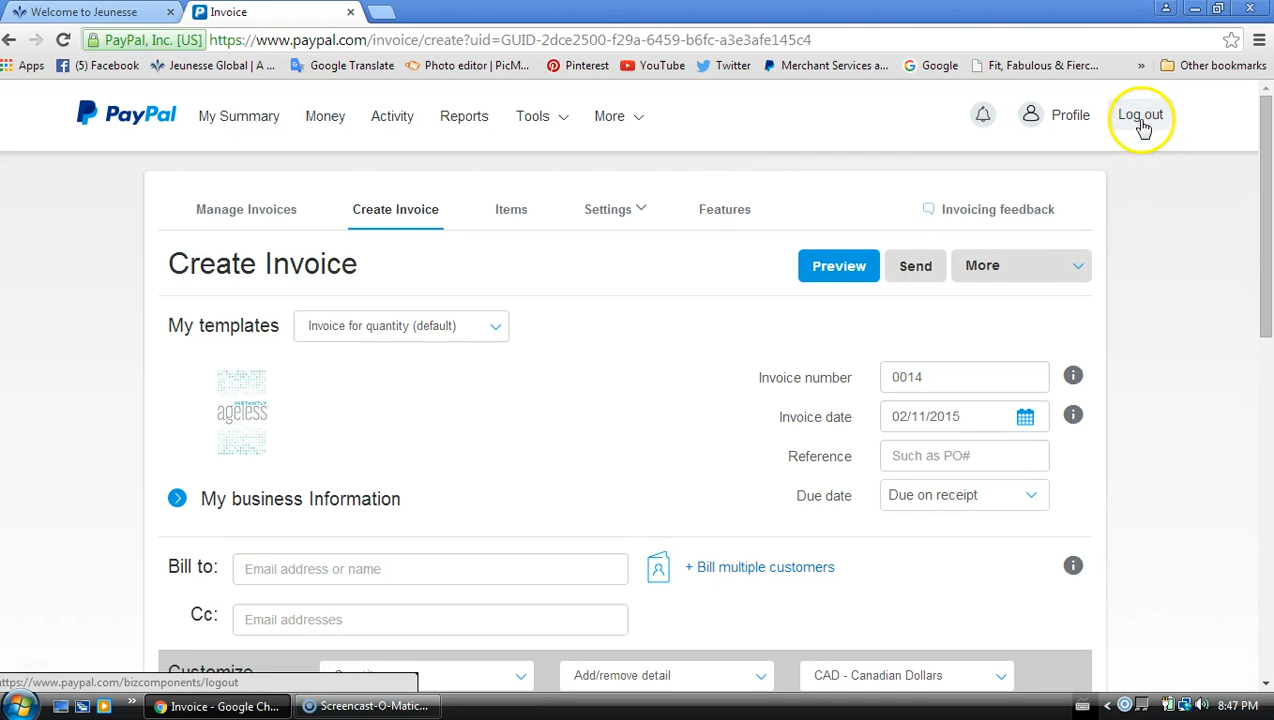 Welcome to Jeunesse
Invoice
PayPal, Inc. [US] https://www.paypal.com/invoice/create?uid=GUID-2dce2500-f29a-6459-b6fc-a3e3afe145c4
Apps (5) Facebook Jeunesse Global | A ... Google Translate Photo editor | PicM... Pinterest YouTube Twitter Merchant Services a... Google Fit, Fabulous & Fierc... » Other bookmarks
PayPal My Summary Money Activity Reports Tools More Profile Log out
Manage Invoices Create Invoice Items Settings Features Invoicing feedback
Create Invoice Preview Send More
My templates Invoice for quantity (default)
Invoice number 0014
INSTANTLY
ageless
Invoice date 02/11/2015
Reference Such as PO#
Due date Due on receipt
My business Information
Bill to: Email address or name + Bill multiple customers
Cc: Email addresses
Customize Add/remove detail CAD - Canadian Dollars
https://www.paypal.com/bizcomponents/logout
Invoice - Google Ch... Screencast-O-Matic... 8:47 PM